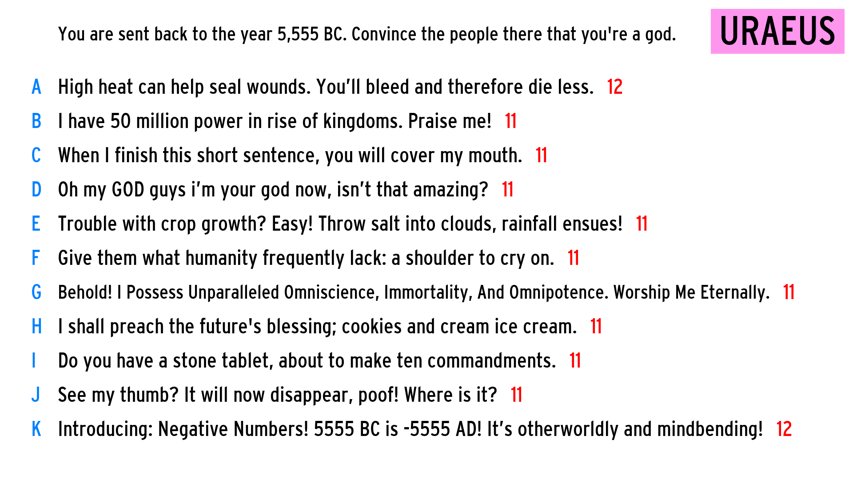 You are sent back to the year 5,555 BC. Convince the people there that you're a god.
URAEUS
A High heat can help seal wounds. You’ll bleed and therefore die less. 12
B I have 50 million power in rise of kingdoms. Praise me! 11
C When I finish this short sentence, you will cover my mouth. 11
D Oh my GOD guys i’m your god now, isn’t that amazing? 11
E Trouble with crop growth? Easy! Throw salt into clouds, rainfall ensues! 11
F Give them what humanity frequently lack: a shoulder to cry on. 11
G Behold! I Possess Unparalleled Omniscience, Immortality, And Omnipotence. Worship Me Eternally. 11
H I shall preach the future's blessing; cookies and cream ice cream. 11
I Do you have a stone tablet, about to make ten commandments. 11
J See my thumb? It will now disappear, poof! Where is it? 11
K Introducing: Negative Numbers! 5555 BC is -5555 AD! It’s otherworldly and mindbending! 12